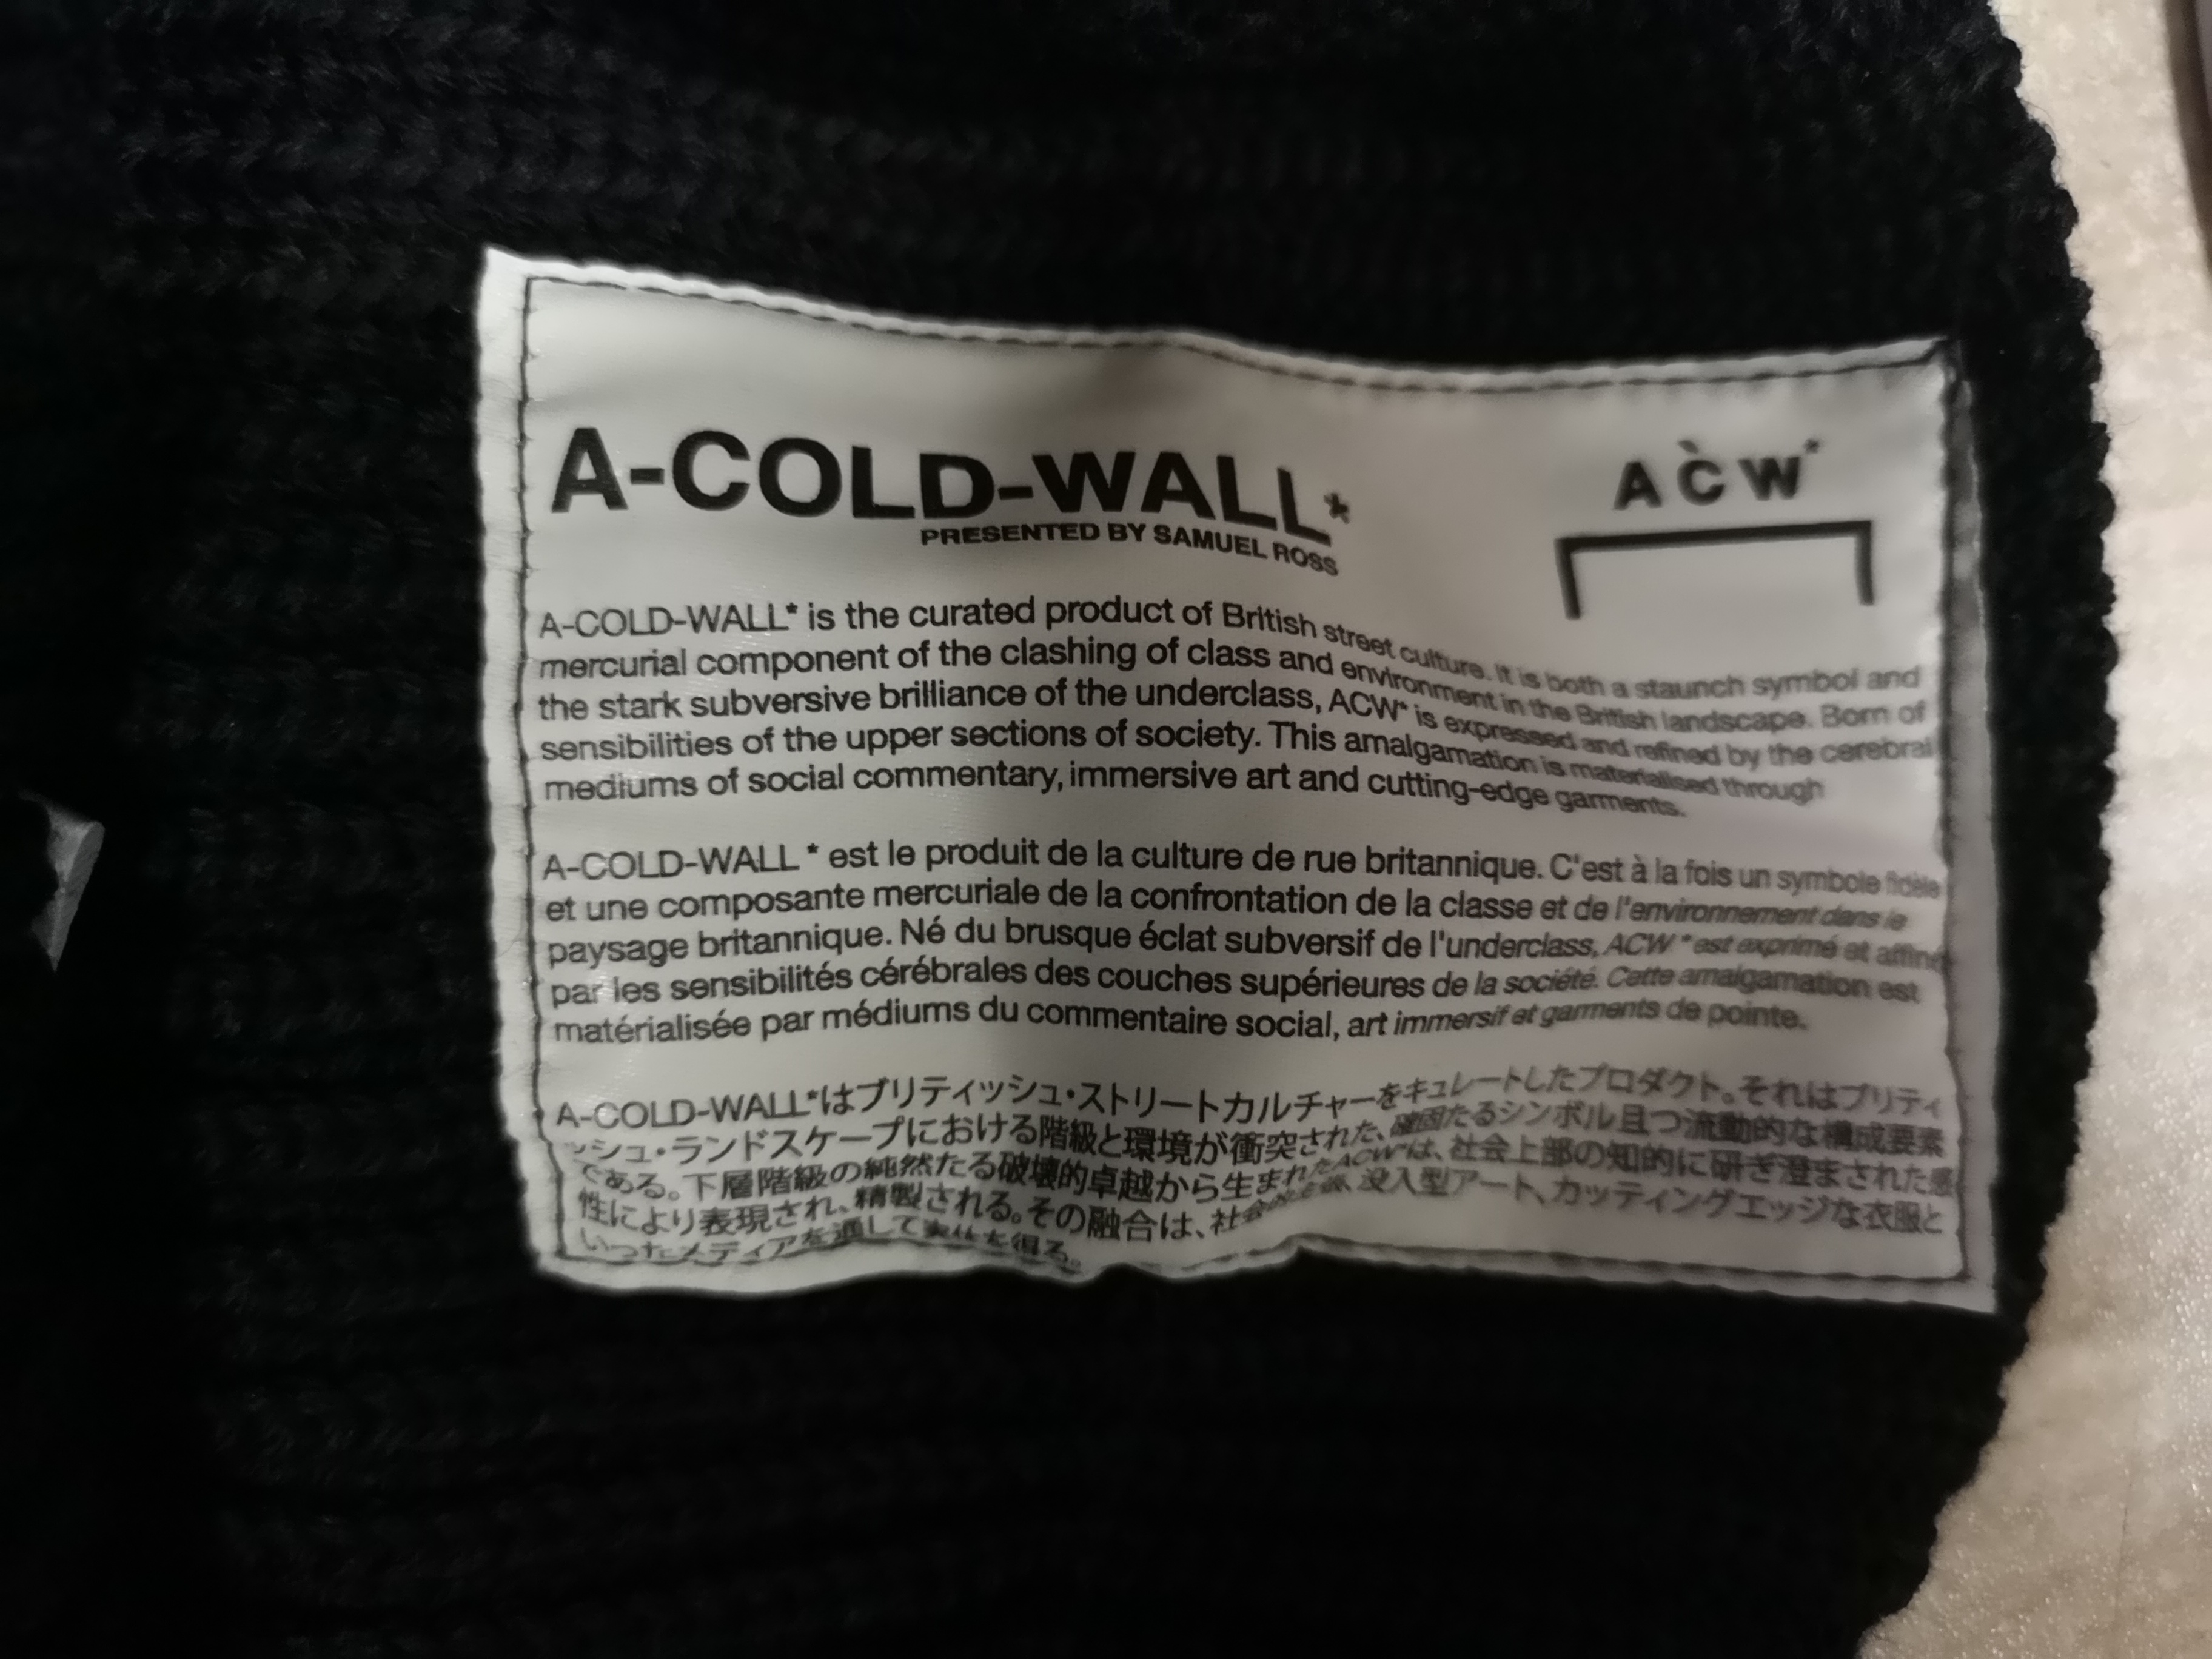 A-COLD-WALL*
PRESENTED BY SAMUEL ROSS
A C̀ W*
A-COLD-WALL* is the curated product of British street culture. It is both a staunch symbol and
mercurial component of the clashing of class and environment in the British landscape. Born of
the stark subversive brilliance of the underclass, ACW* is expressed and refined by the cerebral
sensibilities of the upper sections of society. This amalgamation is materialised through
mediums of social commentary, immersive art and cutting-edge garments.
A-COLD-WALL * est le produit de la culture de rue britannique. C'est à la fois un symbole fidèle
et une composante mercuriale de la confrontation de la classe et de l'environnement dans le
paysage britannique. Né du brusque éclat subversif de l'underclass, ACW * est exprimé et affiné
par les sensibilités cérébrales des couches supérieures de la société. Cette amalgamation est
matérialisée par médiums du commentaire social, art immersif et garments de pointe.
A-COLD-WALL*はブリティッシュ・ストリートカルチャーをキュレートしたプロダクト。それはブリティ
ッシュ・ランドスケープにおける階級と環境が衝突された、確固たるシンボル且つ流動的な構成要素
である。下層階級の純然たる破壊的卓越から生まれたACW*は、社会上部の知的に研ぎ澄まされた感
性により表現され、精製される。その融合は、社会的 没入型アート、カッティングエッジな衣服と
いったメディアを通して実体を得る。